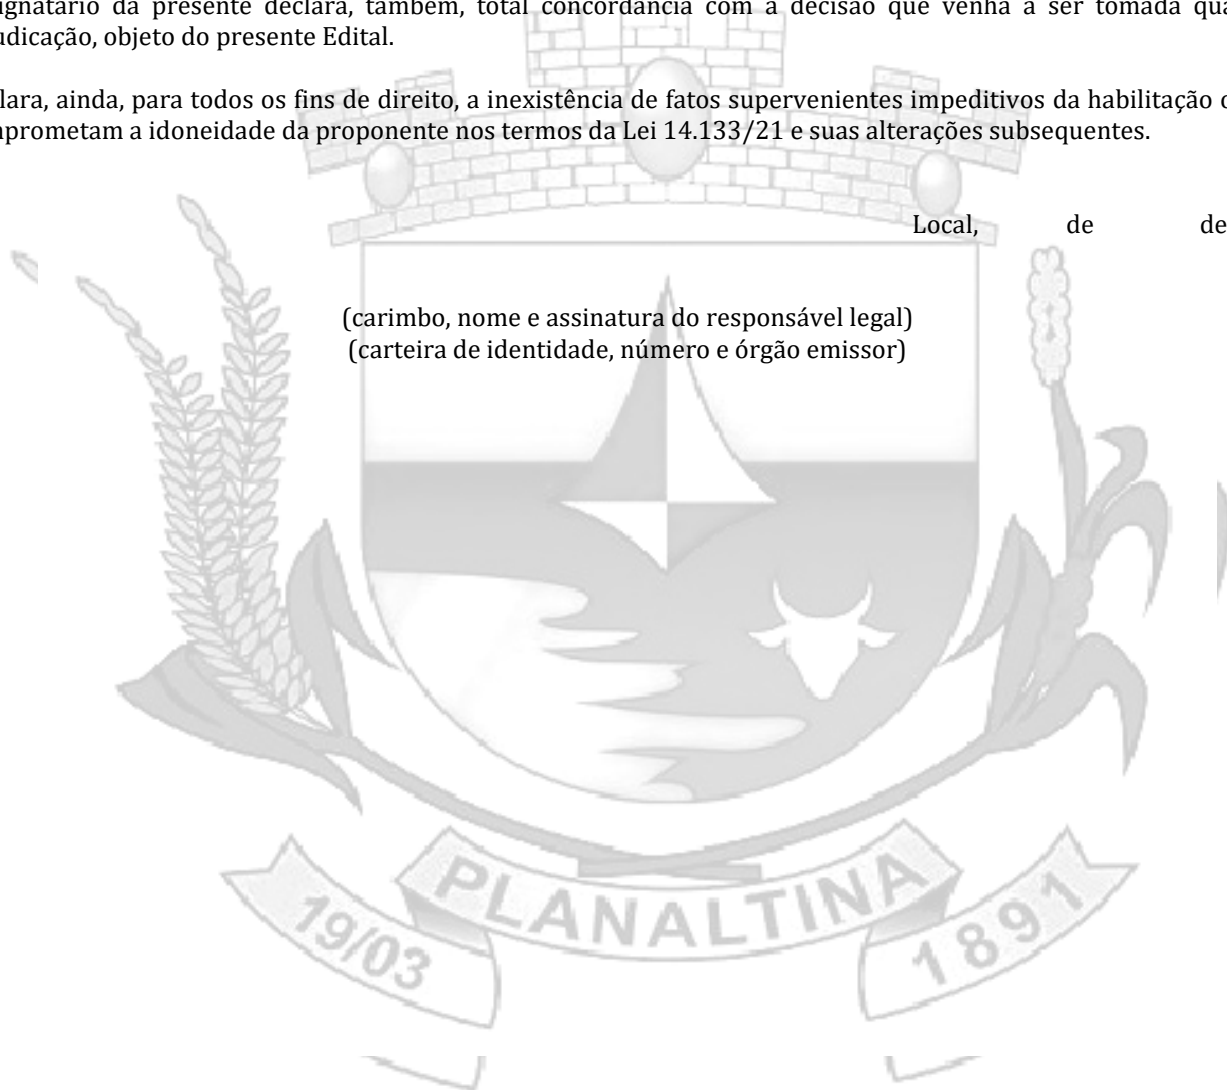 ignatário da presente declara, também, total concordância com a decisão que venha a ser tomada qua
udicação, objeto do presente Edital.
lara, ainda, para todos os fins de direito, a inexistência de fatos supervenientes impeditivos da habilitação o
prometam a idoneidade da proponente nos termos da Lei 14.133/21 e suas alterações subsequentes.
Local, de de
(carimbo, nome e assinatura do responsável legal)
(carteira de identidade, número e órgão emissor)
PLANALTINA
19/03 1891